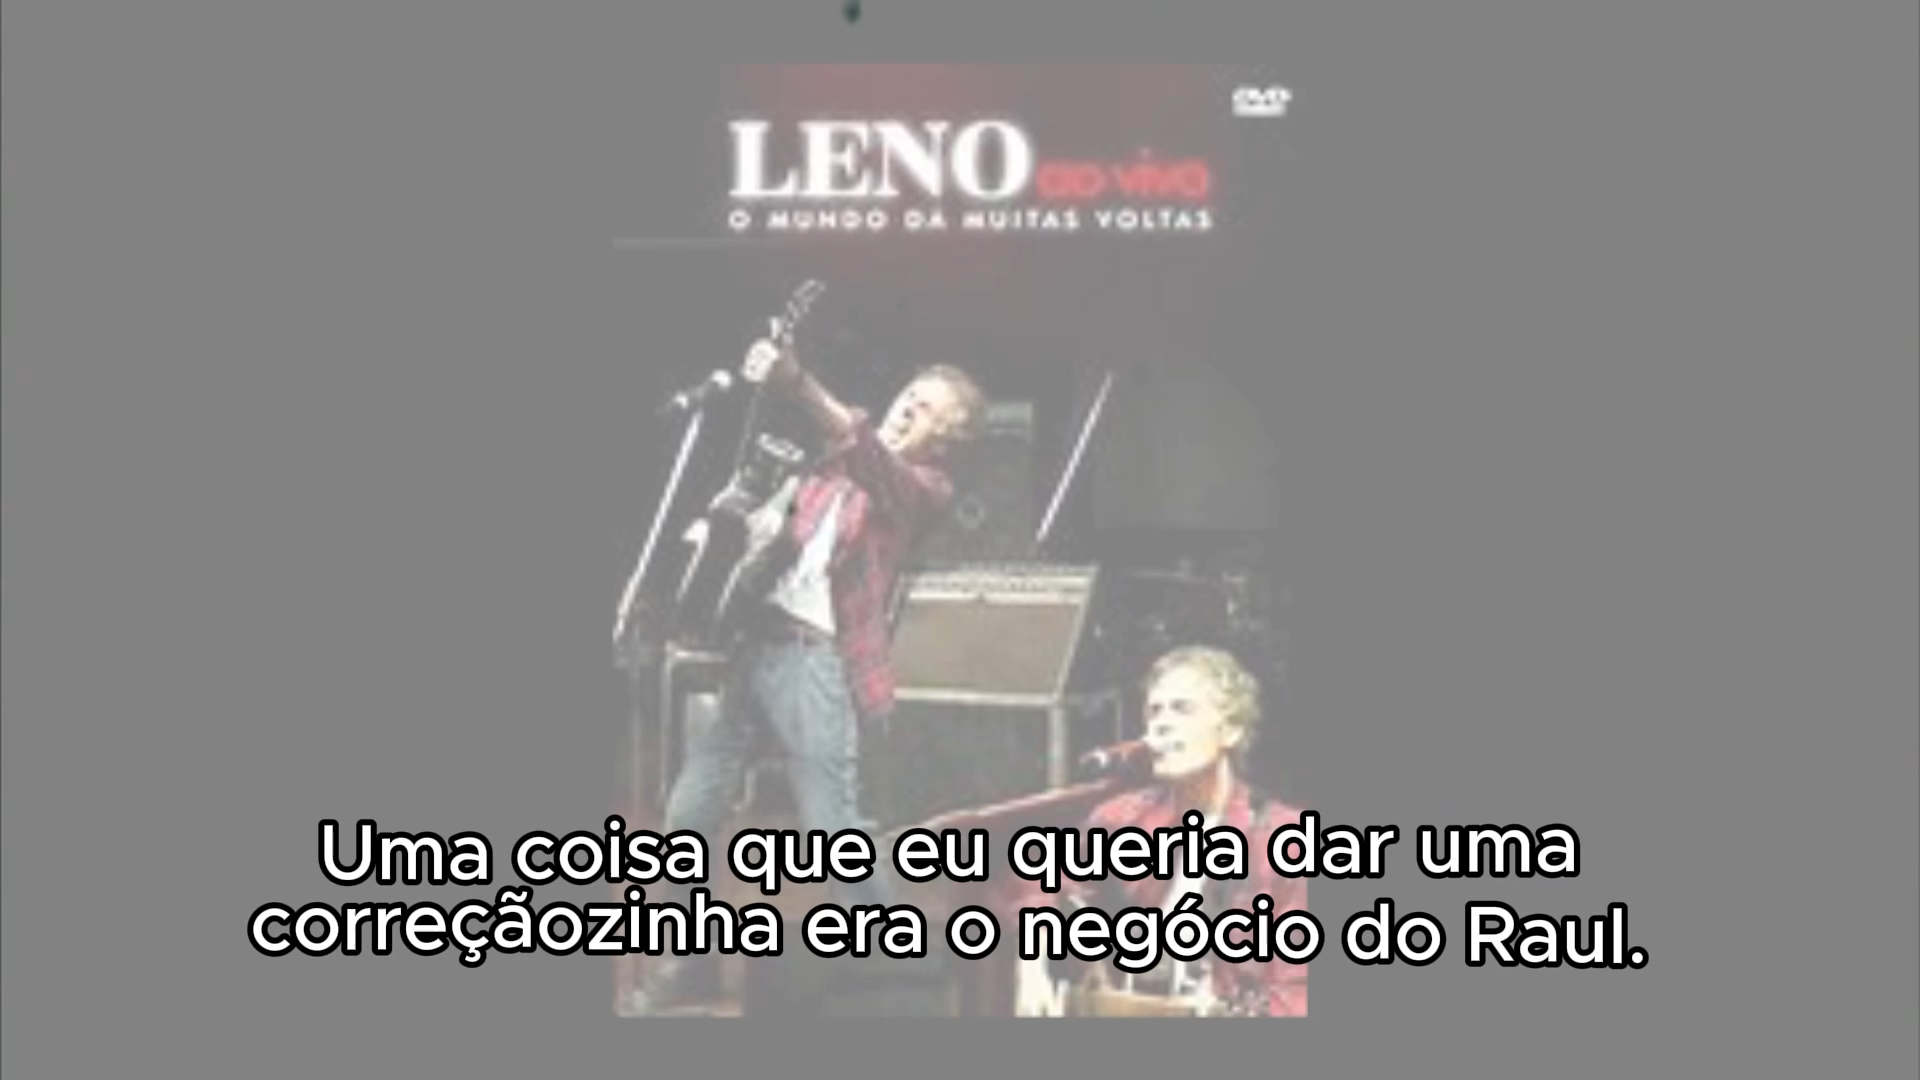 DVD
LENO ao vivo
O MUNDO DÁ MUITAS VOLTAS
Uma coisa que eu queria dar uma
correçãozinha era o negócio do Raul.